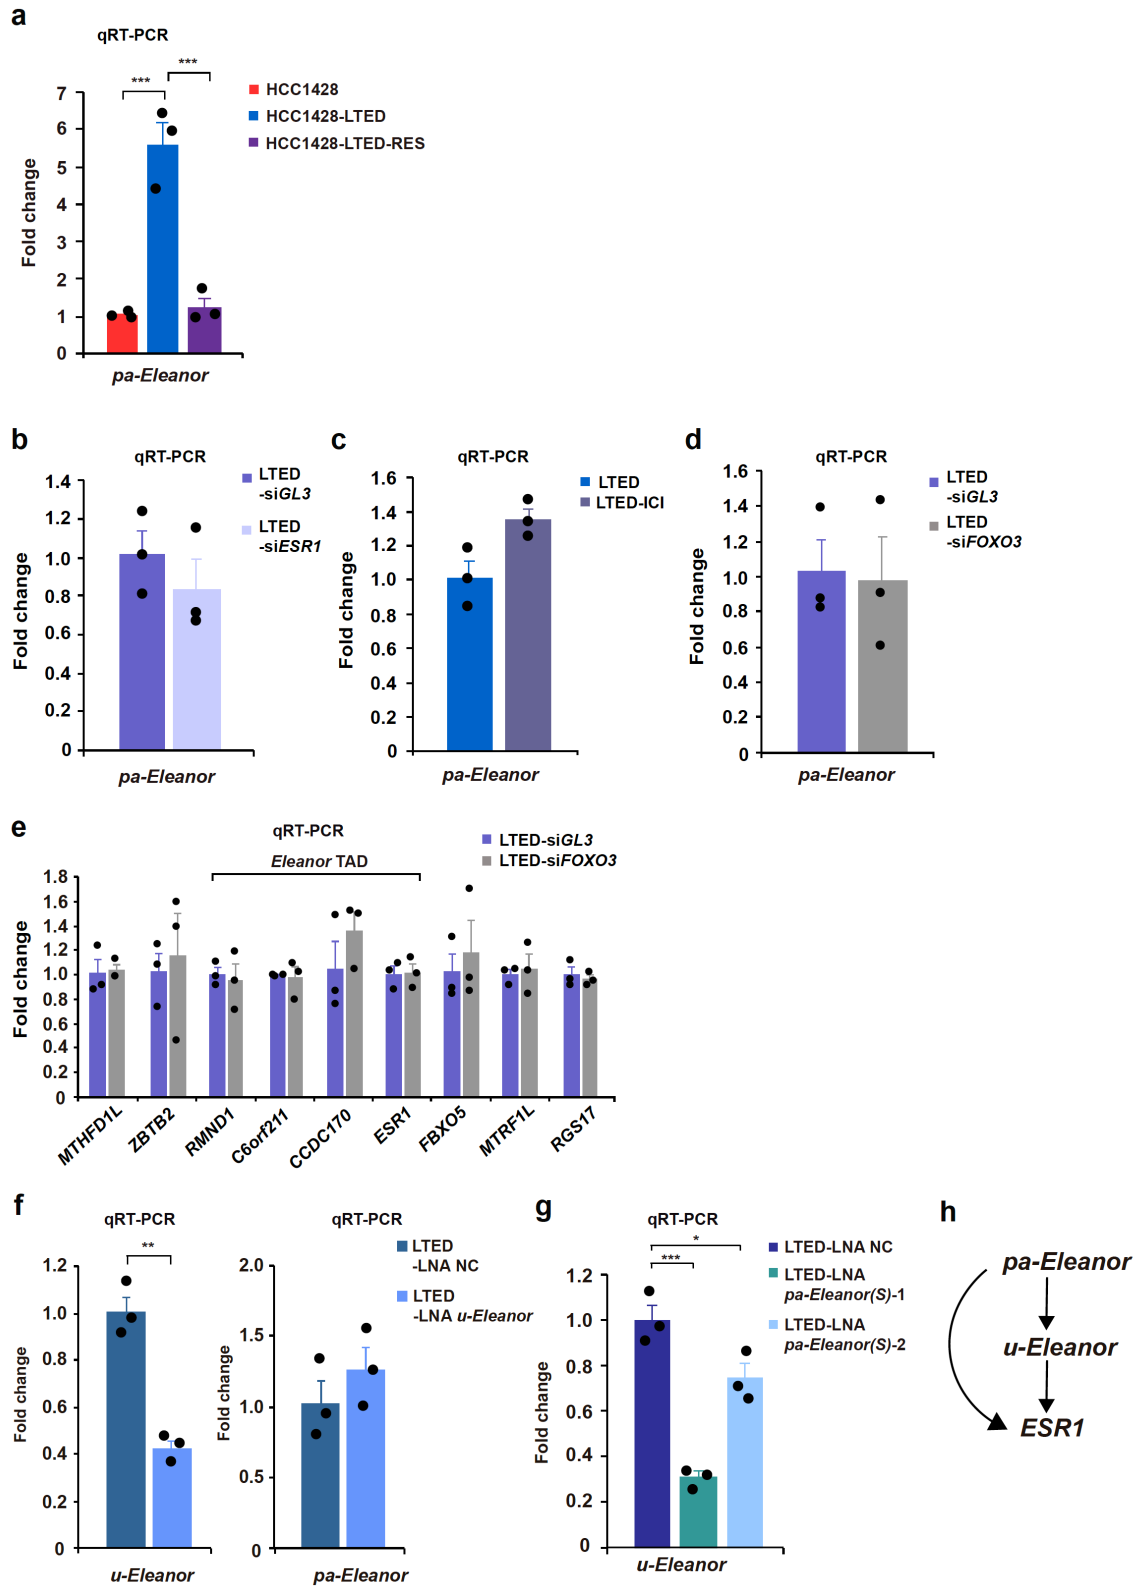 a
qRT-PCR
***
***
HCC1428
HCC1428-LTED
HCC1428-LTED-RES
Fold change
7
6
5
4
3
2
1
0
pa-Eleanor
b
qRT-PCR
LTED
-siGL3
LTED
-siESR1
Fold change
1.4
1.2
1.0
0.8
0.6
0.4
0.2
0
pa-Eleanor
c
qRT-PCR
LTED
LTED-ICI
Fold change
1.6
1.4
1.2
1.0
0.8
0.6
0.4
0.2
0
pa-Eleanor
d
qRT-PCR
LTED
-siGL3
LTED
-siFOXO3
Fold change
1.6
1.4
1.2
1.0
0.8
0.6
0.4
0.2
0
pa-Eleanor
e
qRT-PCR
LTED-siGL3
LTED-siFOXO3
Eleanor TAD
Fold change
1.8
1.6
1.4
1.2
1.0
0.8
0.6
0.4
0.2
0
MTHFD1L
ZBTB2
RMND1
C6orf211
CCDC170
ESR1
FBXO5
MTRF1L
RGS17
f
qRT-PCR
**
Fold change
1.2
1.0
0.8
0.6
0.4
0.2
0
u-Eleanor
qRT-PCR
LTED
-LNA NC
LTED
-LNA u-Eleanor
Fold change
2.0
1.5
1.0
0.5
0
pa-Eleanor
g
qRT-PCR
*
***
LTED-LNA NC
LTED-LNA
pa-Eleanor(S)-1
LTED-LNA
pa-Eleanor(S)-2
Fold change
1.2
1.0
0.8
0.6
0.4
0.2
0
u-Eleanor
h
pa-Eleanor
u-Eleanor
ESR1